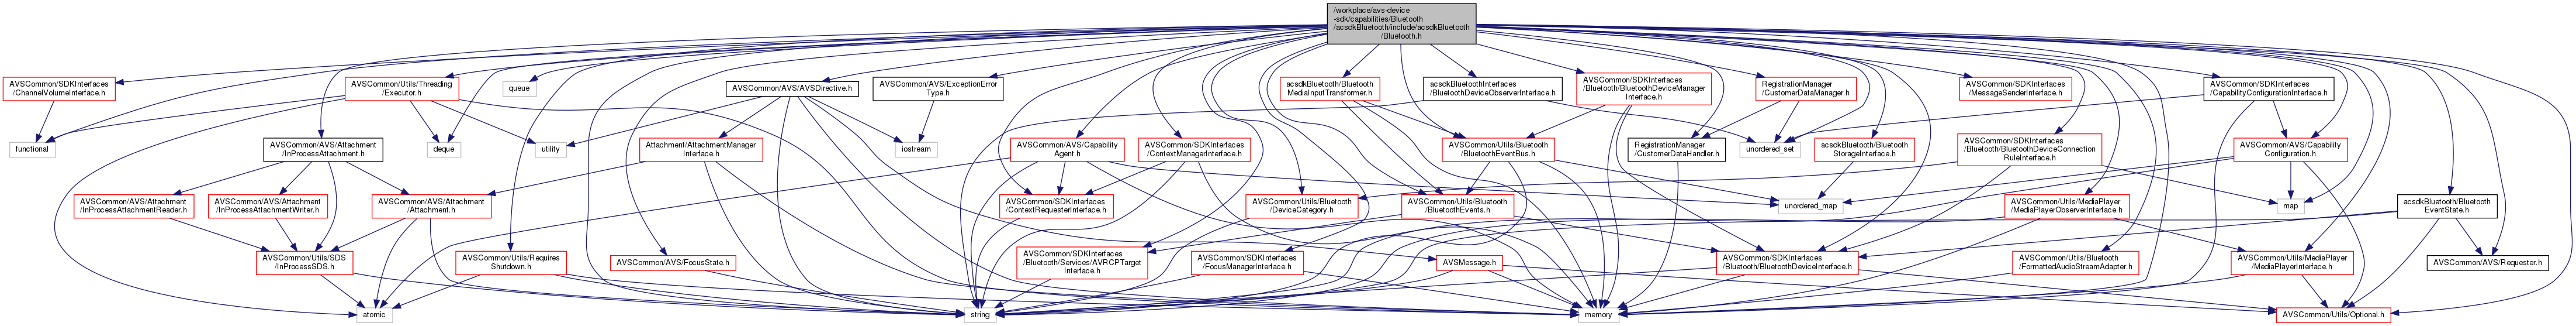 /workplace/avs-device
-sdk/capabilities/Bluetooth
/acsdkBluetooth/include/acsdkBluetooth
/Bluetooth.h
AVSCommon/SDKInterfaces
/ChannelVolumeInterface.h
AVSCommon/Utils/Threading
/Executor.h
queue
AVSCommon/AVS/AVSDirective.h
AVSCommon/AVS/ExceptionError
Type.h
acsdkBluetooth/Bluetooth
MediaInputTransformer.h
acsdkBluetoothInterfaces
/BluetoothDeviceObserverInterface.h
AVSCommon/SDKInterfaces
/Bluetooth/BluetoothDeviceManager
Interface.h
RegistrationManager
/CustomerDataManager.h
AVSCommon/SDKInterfaces
/MessageSenderInterface.h
AVSCommon/SDKInterfaces
/CapabilityConfigurationInterface.h
functional
AVSCommon/AVS/Attachment
/InProcessAttachment.h
deque
utility
Attachment/AttachmentManager
Interface.h
iostream
AVSCommon/AVS/Capability
Agent.h
AVSCommon/SDKInterfaces
/ContextManagerInterface.h
AVSCommon/Utils/Bluetooth
/BluetoothEventBus.h
RegistrationManager
/CustomerDataHandler.h
unordered_set
acsdkBluetooth/Bluetooth
StorageInterface.h
AVSCommon/SDKInterfaces
/Bluetooth/BluetoothDeviceConnection
RuleInterface.h
AVSCommon/AVS/Capability
Configuration.h
AVSCommon/AVS/Attachment
/InProcessAttachmentReader.h
AVSCommon/AVS/Attachment
/InProcessAttachmentWriter.h
AVSCommon/AVS/Attachment
/Attachment.h
AVSCommon/SDKInterfaces
/ContextRequesterInterface.h
AVSCommon/Utils/Bluetooth
/DeviceCategory.h
AVSCommon/Utils/Bluetooth
/BluetoothEvents.h
unordered_map
AVSCommon/Utils/MediaPlayer
/MediaPlayerObserverInterface.h
map
acsdkBluetooth/Bluetooth
EventState.h
AVSCommon/Utils/SDS
/InProcessSDS.h
AVSCommon/Utils/Requires
Shutdown.h
AVSCommon/AVS/FocusState.h
AVSCommon/SDKInterfaces
/Bluetooth/Services/AVRCPTarget
Interface.h
AVSCommon/SDKInterfaces
/FocusManagerInterface.h
AVSMessage.h
AVSCommon/SDKInterfaces
/Bluetooth/BluetoothDeviceInterface.h
AVSCommon/Utils/Bluetooth
/FormattedAudioStreamAdapter.h
AVSCommon/Utils/MediaPlayer
/MediaPlayerInterface.h
AVSCommon/AVS/Requester.h
atomic
string
memory
AVSCommon/Utils/Optional.h